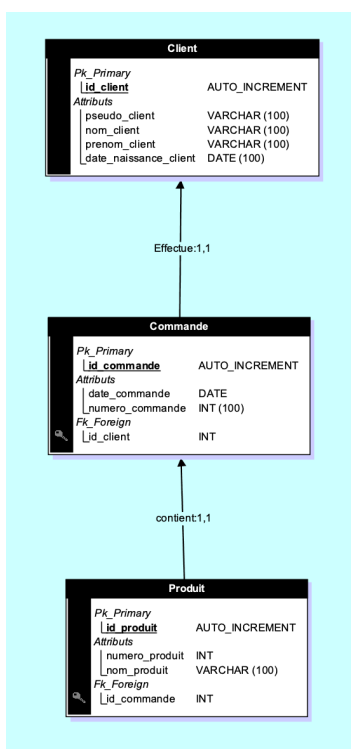 Client
Pk_Primary
id_client AUTO_INCREMENT
Attributs
pseudo_client VARCHAR (100)
nom_client VARCHAR (100)
prenom_client VARCHAR (100)
date_naissance_client DATE (100)
Effectue:1,1
Commande
Pk_Primary
id_commande AUTO_INCREMENT
Attributs
date_commande DATE
numero_commande INT (100)
Fk_Foreign
id_client INT
contient:1,1
Produit
Pk_Primary
id_produit AUTO_INCREMENT
Attributs
numero_produit INT
nom_produit VARCHAR (100)
Fk_Foreign
id_commande INT